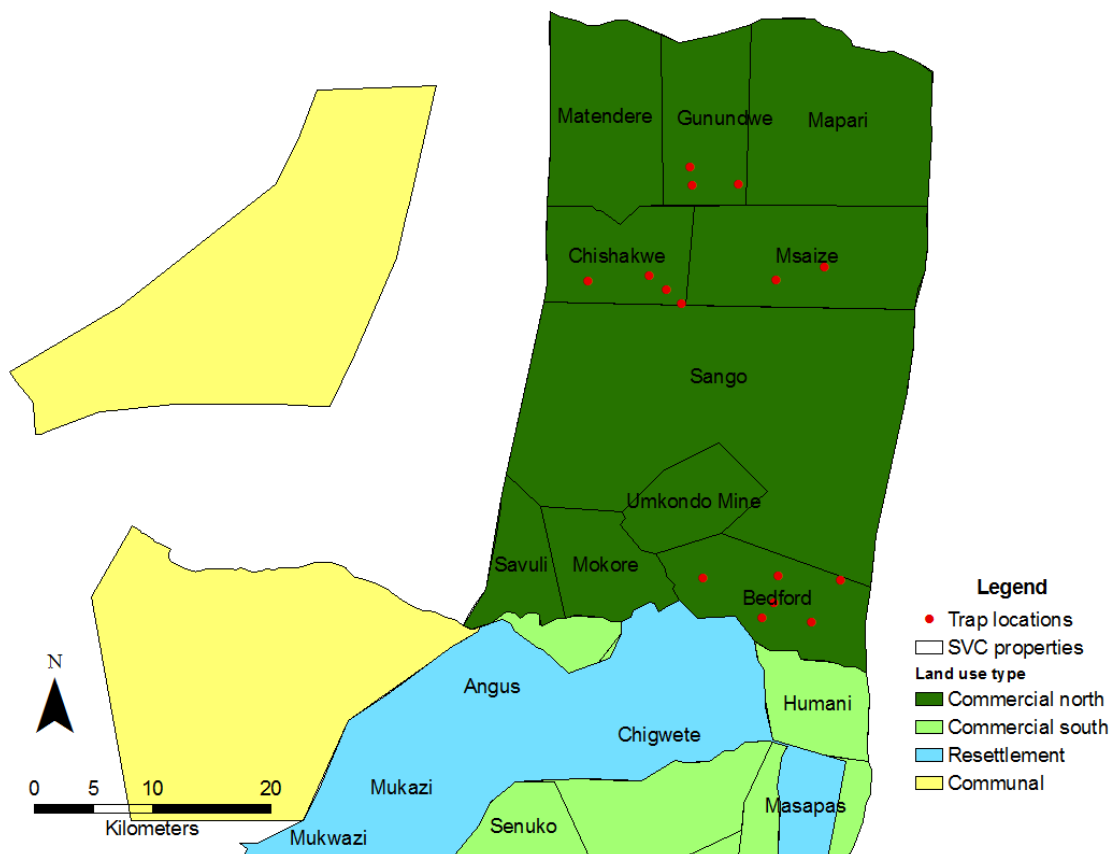 Matendere
Gunundwe
Mapari
Chishakwe
Msaize
Sango
Umkondo Mine
Savuli
Mokore
Bedford
Angus
Humani
Chigwete
Mukazi
Masapas
Senuko
Mukwazi
N
0 5 10 20
Kilometers
Legend
Trap locations
SVC properties
Land use type
Commercial north
Commercial south
Resettlement
Communal